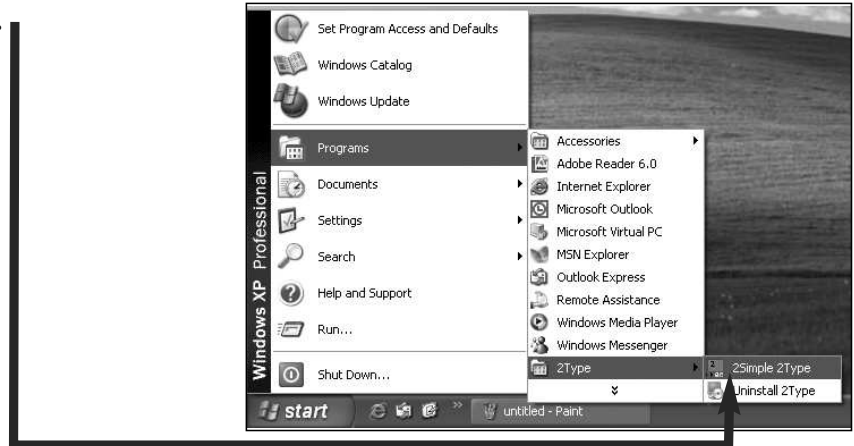 Set Program Access and Defaults
Windows Catalog
Windows Update
Programs
Documents
Settings
Search
Help and Support
Run...
Shut Down...
Windows XP Professional
Accessories
Adobe Reader 6.0
Internet Explorer
Microsoft Outlook
Microsoft Virtual PC
MSN Explorer
Outlook Express
Remote Assistance
Windows Media Player
Windows Messenger
2Type
2Simple 2Type
Uninstall 2Type
start
untitled - Paint